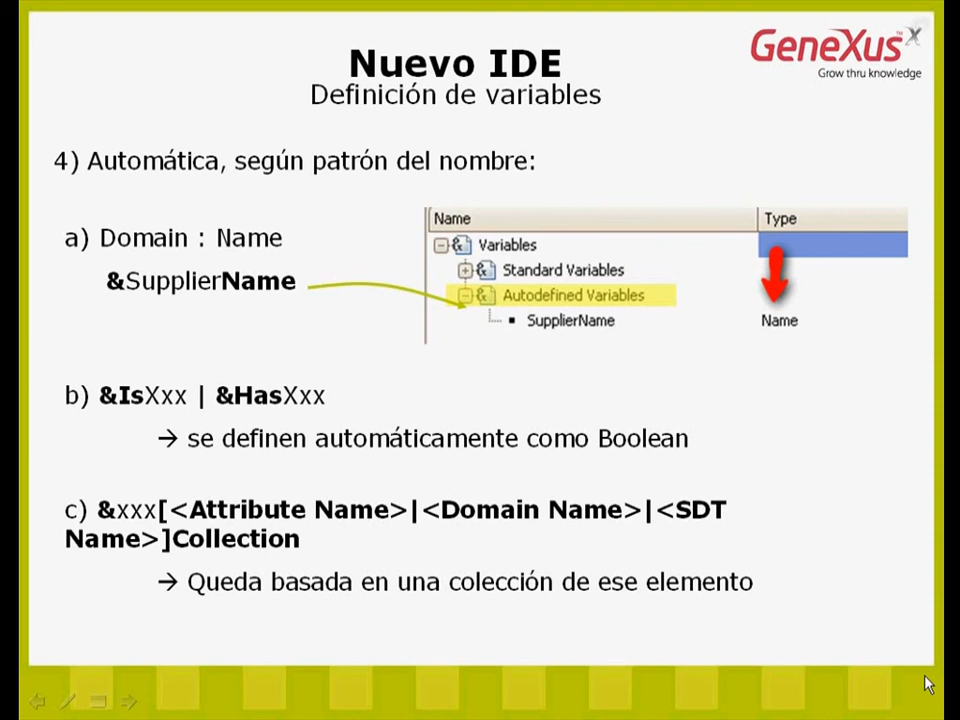 Nuevo IDE
Definición de variables
GeneXus X
Grow thru knowledge
4) Automática, según patrón del nombre:
a) Domain : Name
&SupplierName
Name Type
Variables
Standard Variables
Autodefined Variables
SupplierName Name
b) &IsXxx | &HasXxx
→ se definen automáticamente como Boolean
c) &xxx[<Attribute Name>|<Domain Name>|<SDT
Name>]Collection
→ Queda basada en una colección de ese elemento